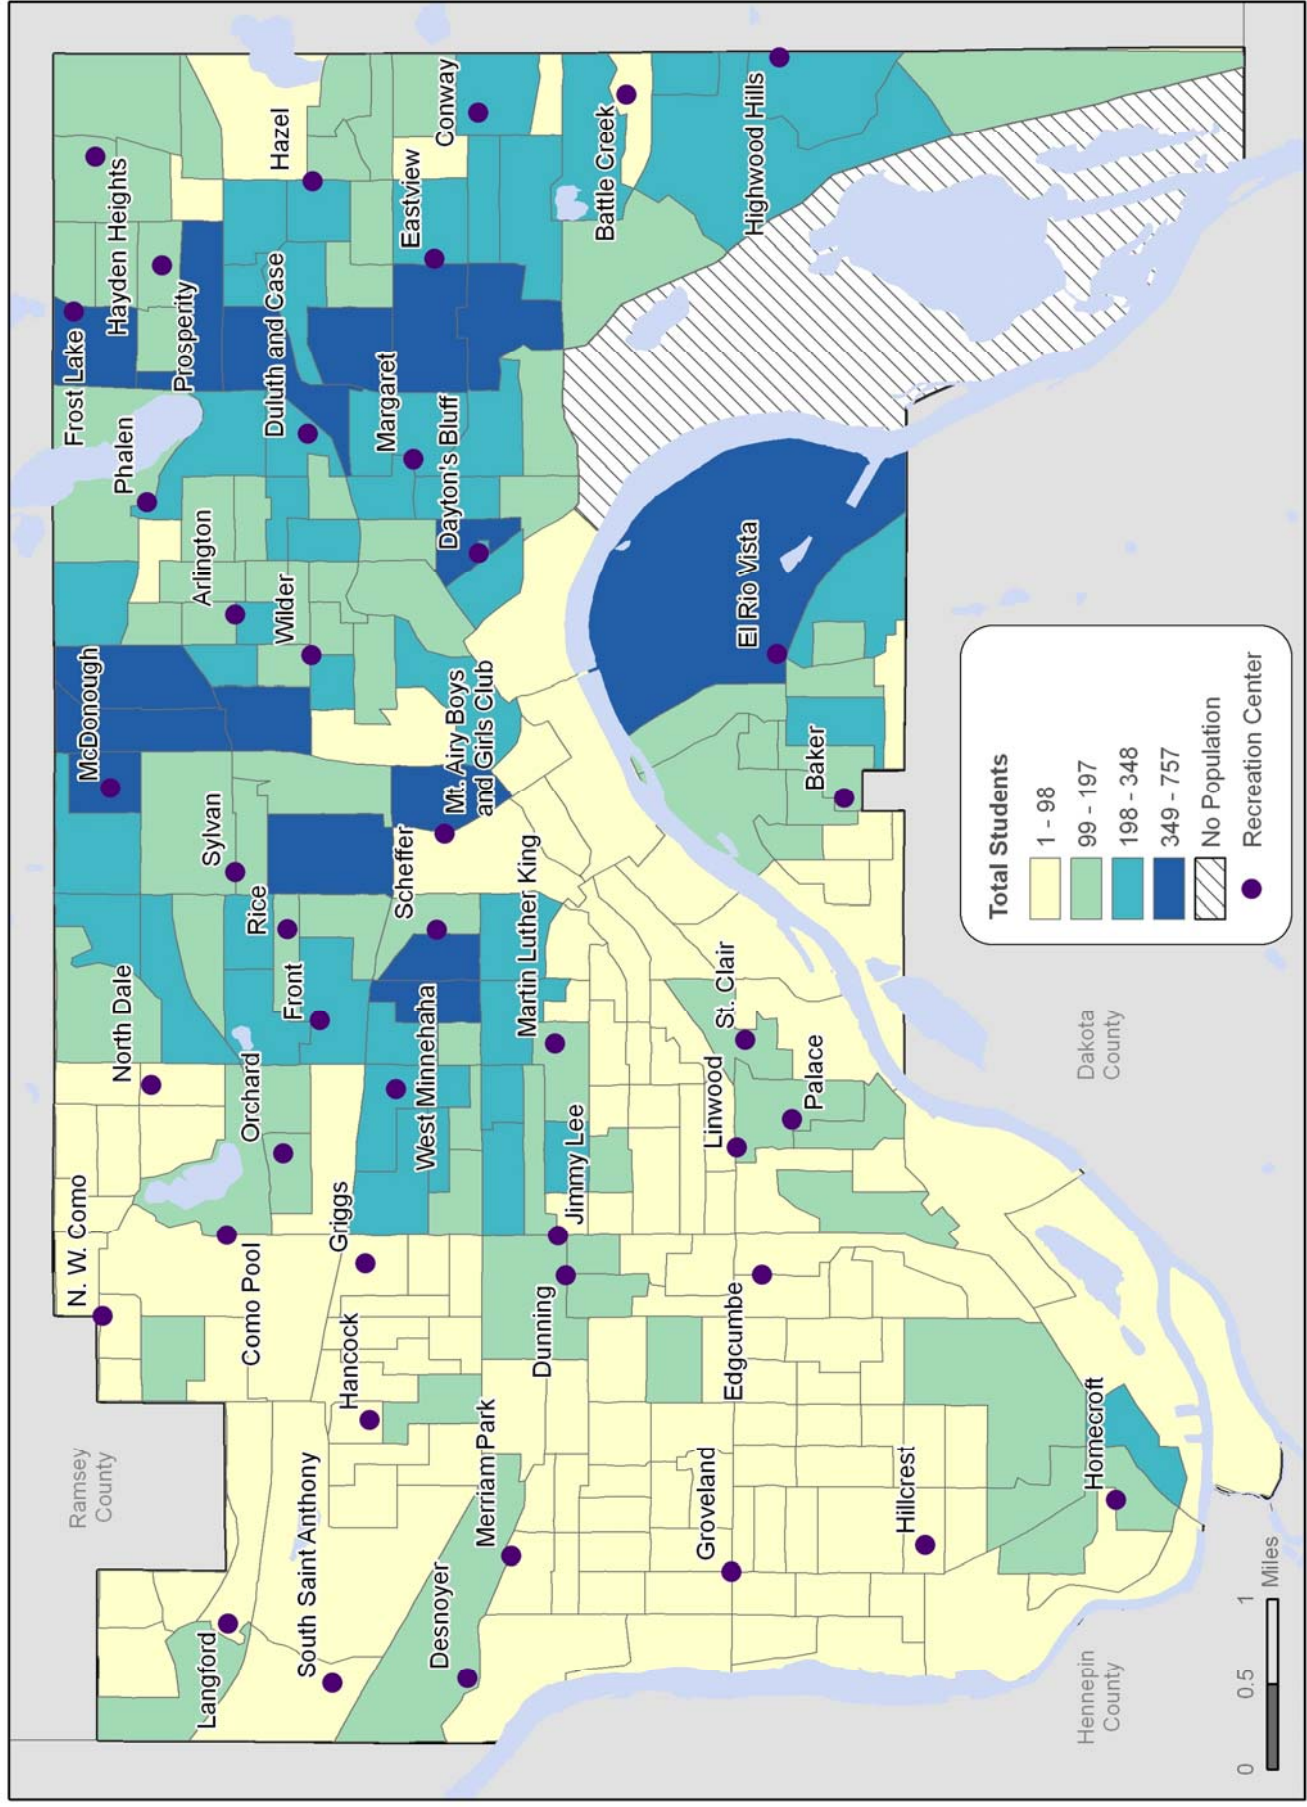 Ramsey
County
N. W. Como
North Dale
McDonough
Frost Lake
Phalen
Hayden Heights
Prosperity
Langford
Como Pool
Orchard
Rice
Sylvan
Arlington
Hazel
South Saint Anthony
Hancock
Griggs
Front
Wilder
Duluth and Case
Desnoyer
Merriam Park
West Minnehaha
Scheffer
Mt. Airy Boys
and Girls Club
Margaret
Dayton's Bluff
Eastview
Conway
Dunning
Jimmy Lee
Martin Luther King
Battle Creek
Groveland
Edgcumbe
Linwood
St. Clair
El Rio Vista
Highwood Hills
Palace
Baker
Hillcrest
Homecroft
Hennepin
County
Dakota
County
Total Students
1 - 98
99 - 197
198 - 348
349 - 757
No Population
Recreation Center
0 0.5 1
Miles